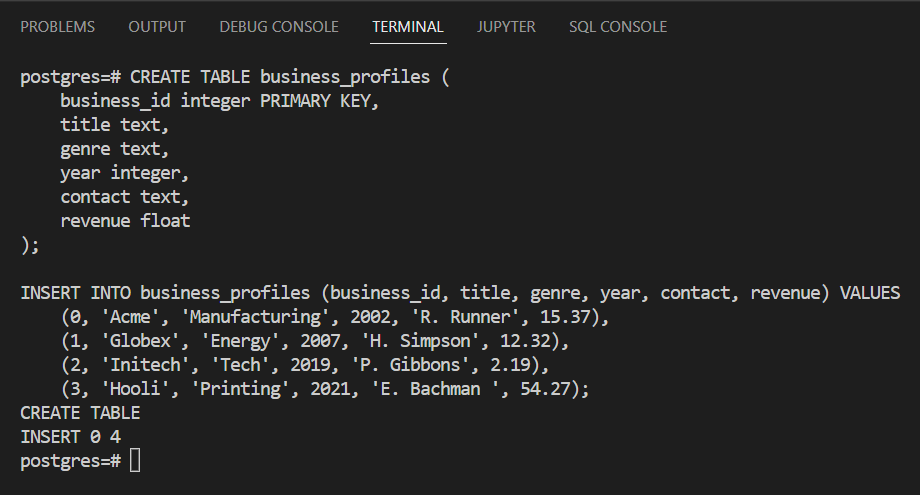 PROBLEMS OUTPUT DEBUG CONSOLE TERMINAL JUPYTER SQL CONSOLE
postgres=# CREATE TABLE business_profiles (
    business_id integer PRIMARY KEY,
    title text,
    genre text,
    year integer,
    contact text,
    revenue float
);

INSERT INTO business_profiles (business_id, title, genre, year, contact, revenue) VALUES
    (0, 'Acme', 'Manufacturing', 2002, 'R. Runner', 15.37),
    (1, 'Globex', 'Energy', 2007, 'H. Simpson', 12.32),
    (2, 'Initech', 'Tech', 2019, 'P. Gibbons', 2.19),
    (3, 'Hooli', 'Printing', 2021, 'E. Bachman ', 54.27);
CREATE TABLE
INSERT 0 4
postgres=#